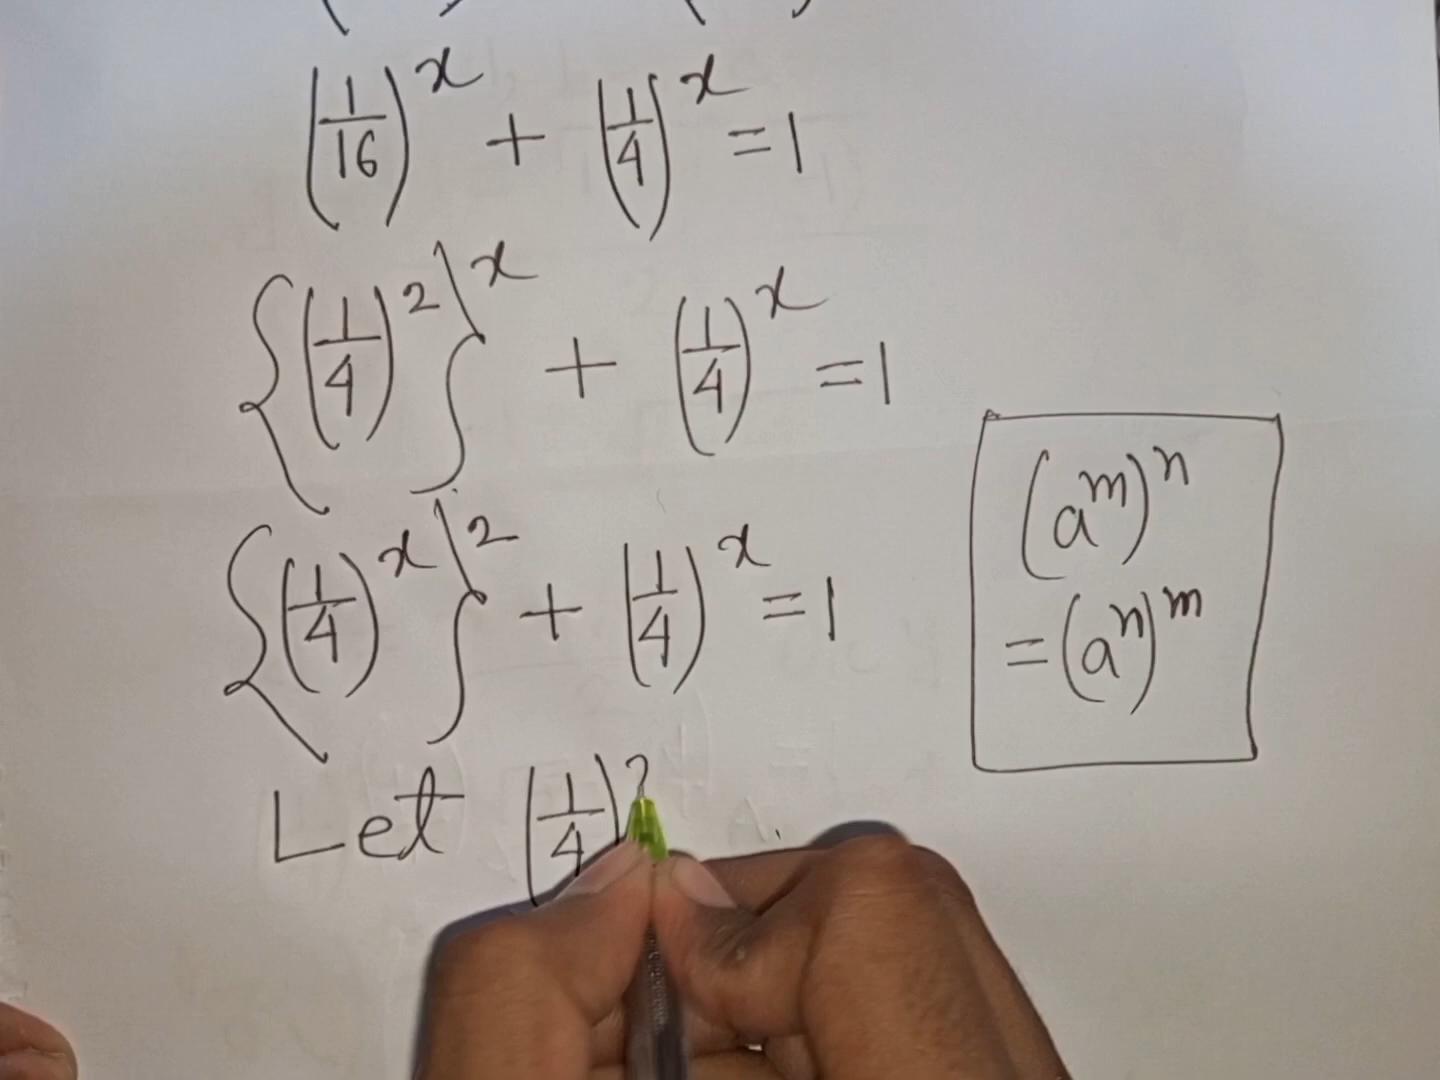 (1/16)^x + (1/4)^x = 1
{(1/4)^2}^x + (1/4)^x = 1
{(1/4)^x}^2 + (1/4)^x = 1
(a^m)^n
= (a^n)^m
Let (1/4)